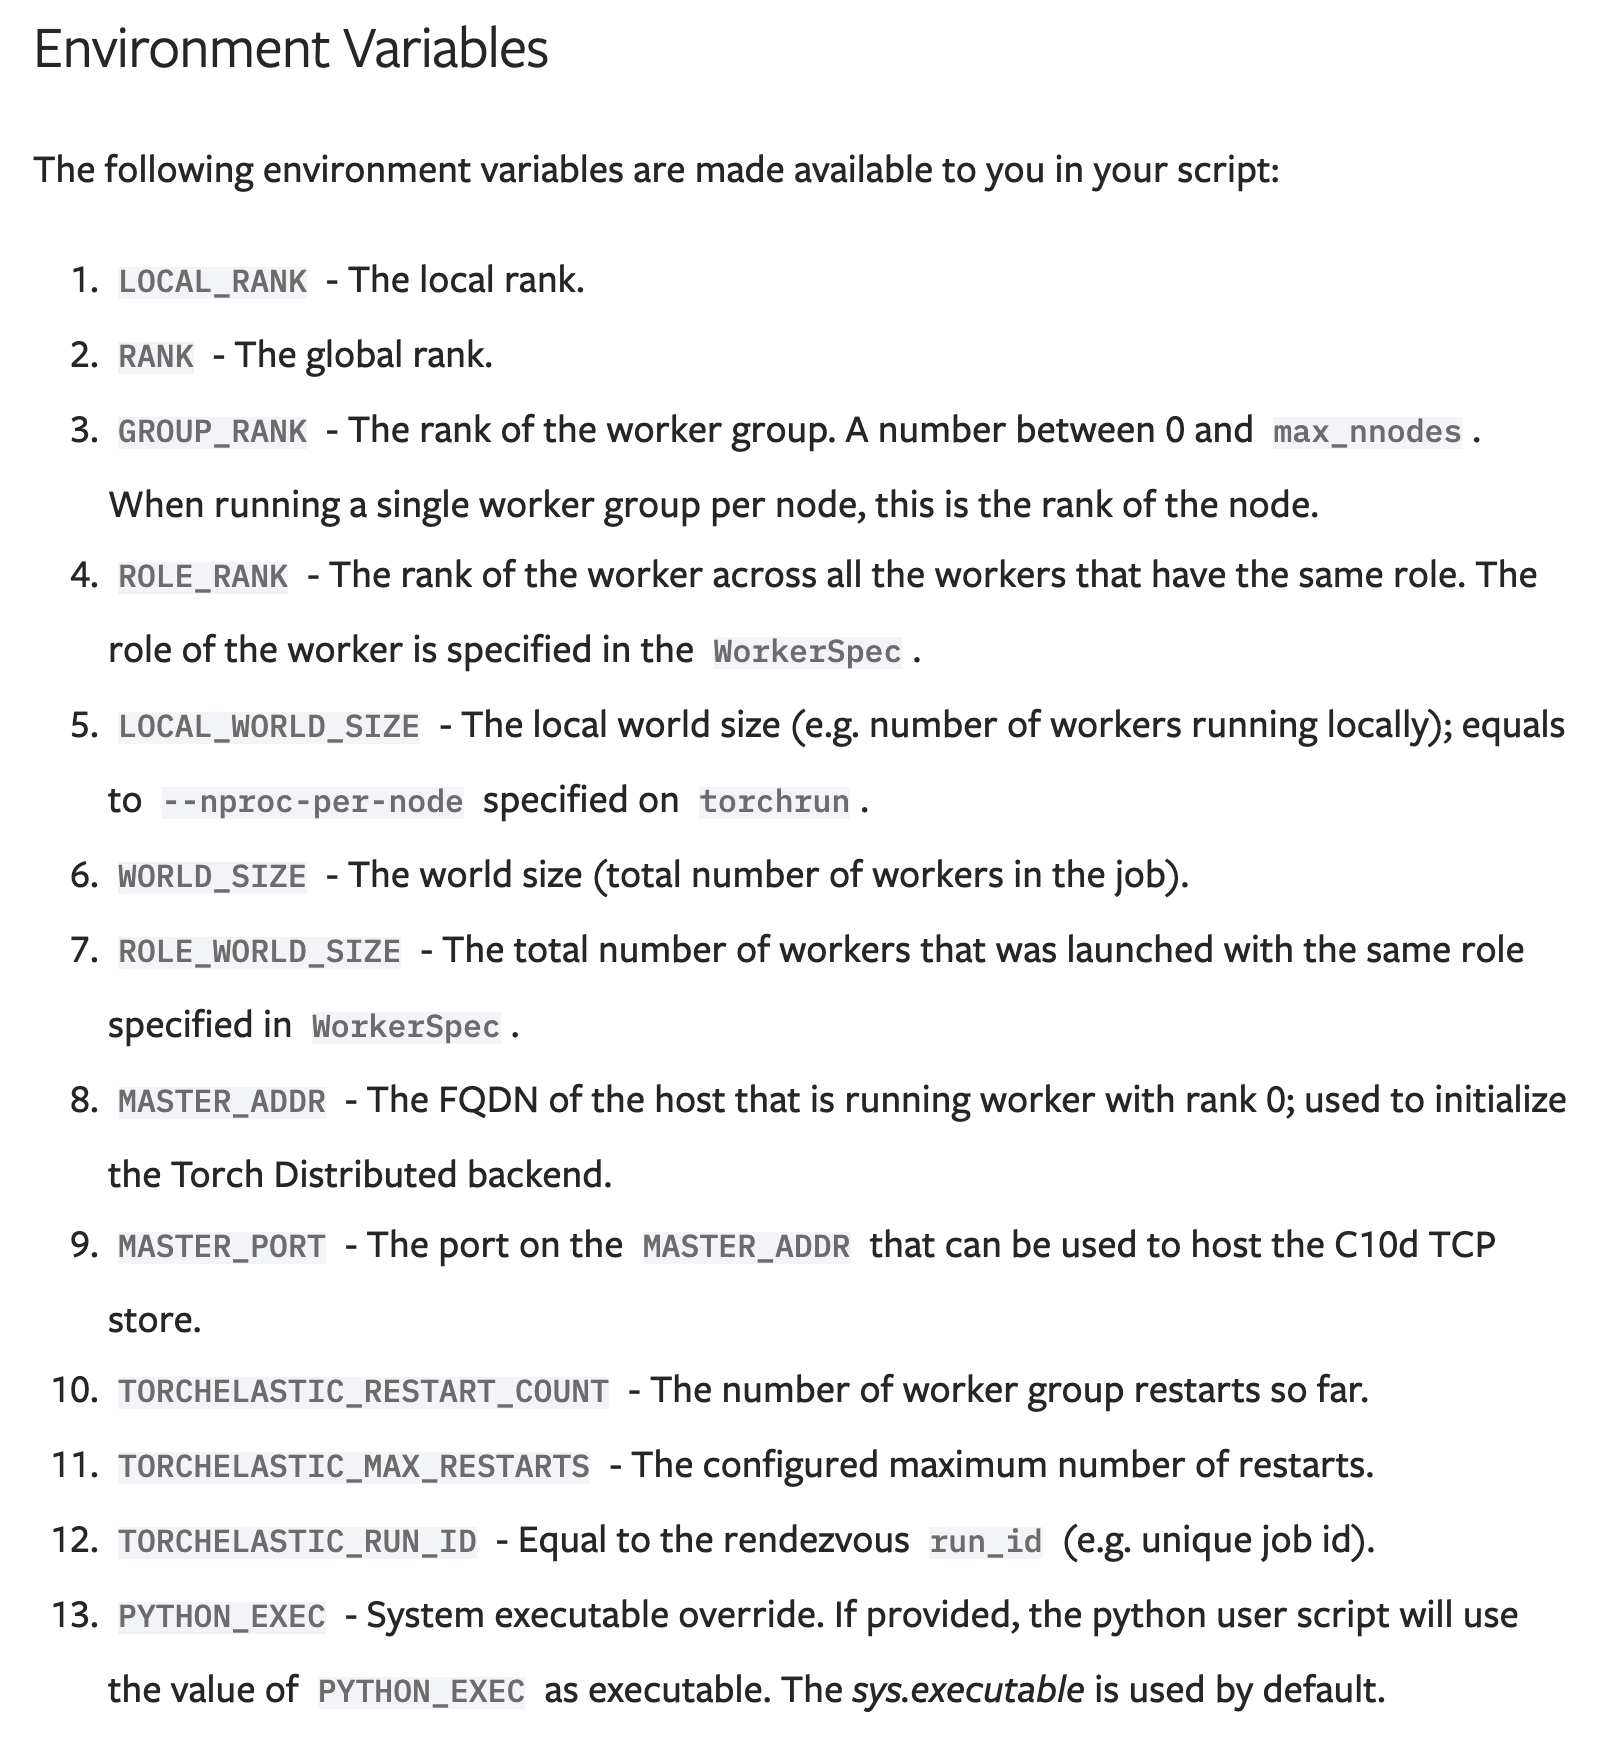 Environment Variables
The following environment variables are made available to you in your script:
1. LOCAL_RANK - The local rank.
2. RANK - The global rank.
3. GROUP_RANK - The rank of the worker group. A number between 0 and max_nnodes .
When running a single worker group per node, this is the rank of the node.
4. ROLE_RANK - The rank of the worker across all the workers that have the same role. The
role of the worker is specified in the WorkerSpec .
5. LOCAL_WORLD_SIZE - The local world size (e.g. number of workers running locally); equals
to --nproc-per-node specified on torchrun .
6. WORLD_SIZE - The world size (total number of workers in the job).
7. ROLE_WORLD_SIZE - The total number of workers that was launched with the same role
specified in WorkerSpec .
8. MASTER_ADDR - The FQDN of the host that is running worker with rank 0; used to initialize
the Torch Distributed backend.
9. MASTER_PORT - The port on the MASTER_ADDR that can be used to host the C10d TCP
store.
10. TORCHELASTIC_RESTART_COUNT - The number of worker group restarts so far.
11. TORCHELASTIC_MAX_RESTARTS - The configured maximum number of restarts.
12. TORCHELASTIC_RUN_ID - Equal to the rendezvous run_id (e.g. unique job id).
13. PYTHON_EXEC - System executable override. If provided, the python user script will use
the value of PYTHON_EXEC as executable. The sys.executable is used by default.